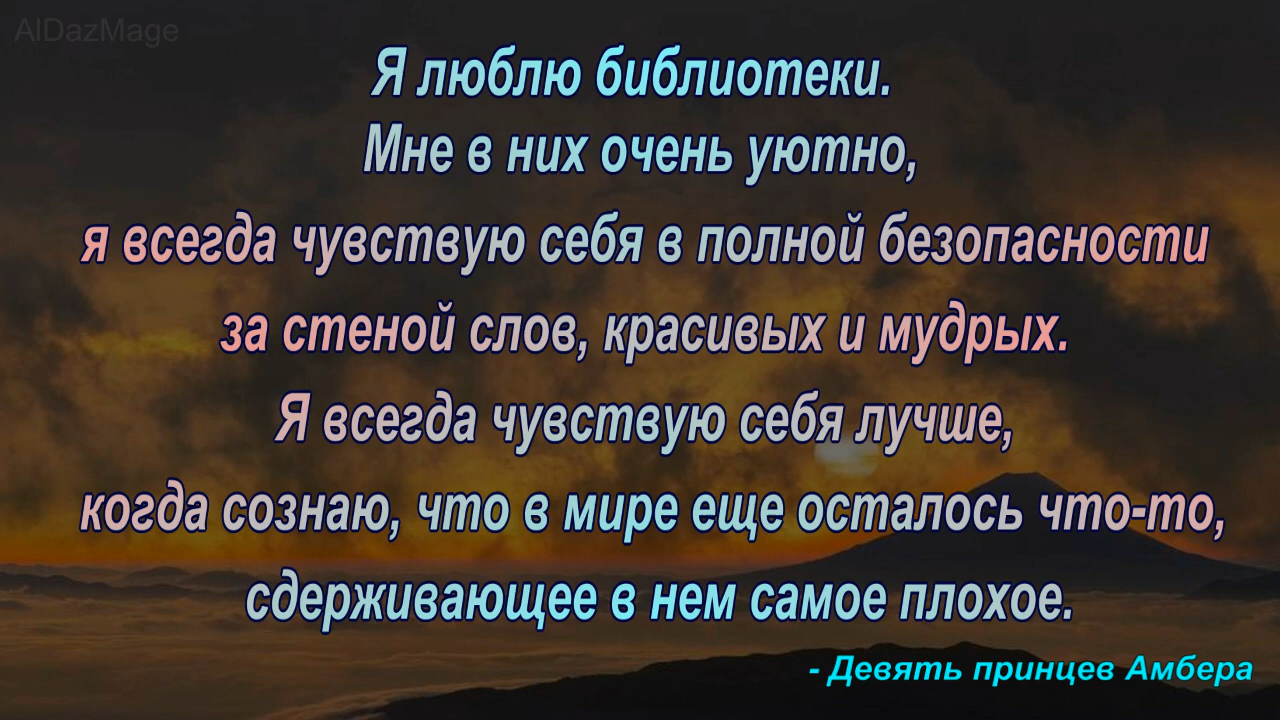 AlDazMage
Я люблю библиотеки.
Мне в них очень уютно,
я всегда чувствую себя в полной безопасности
за стеной слов, красивых и мудрых.
Я всегда чувствую себя лучше,
когда сознаю, что в мире еще осталось что-то,
сдерживающее в нем самое плохое.
- Девять принцев Амбера